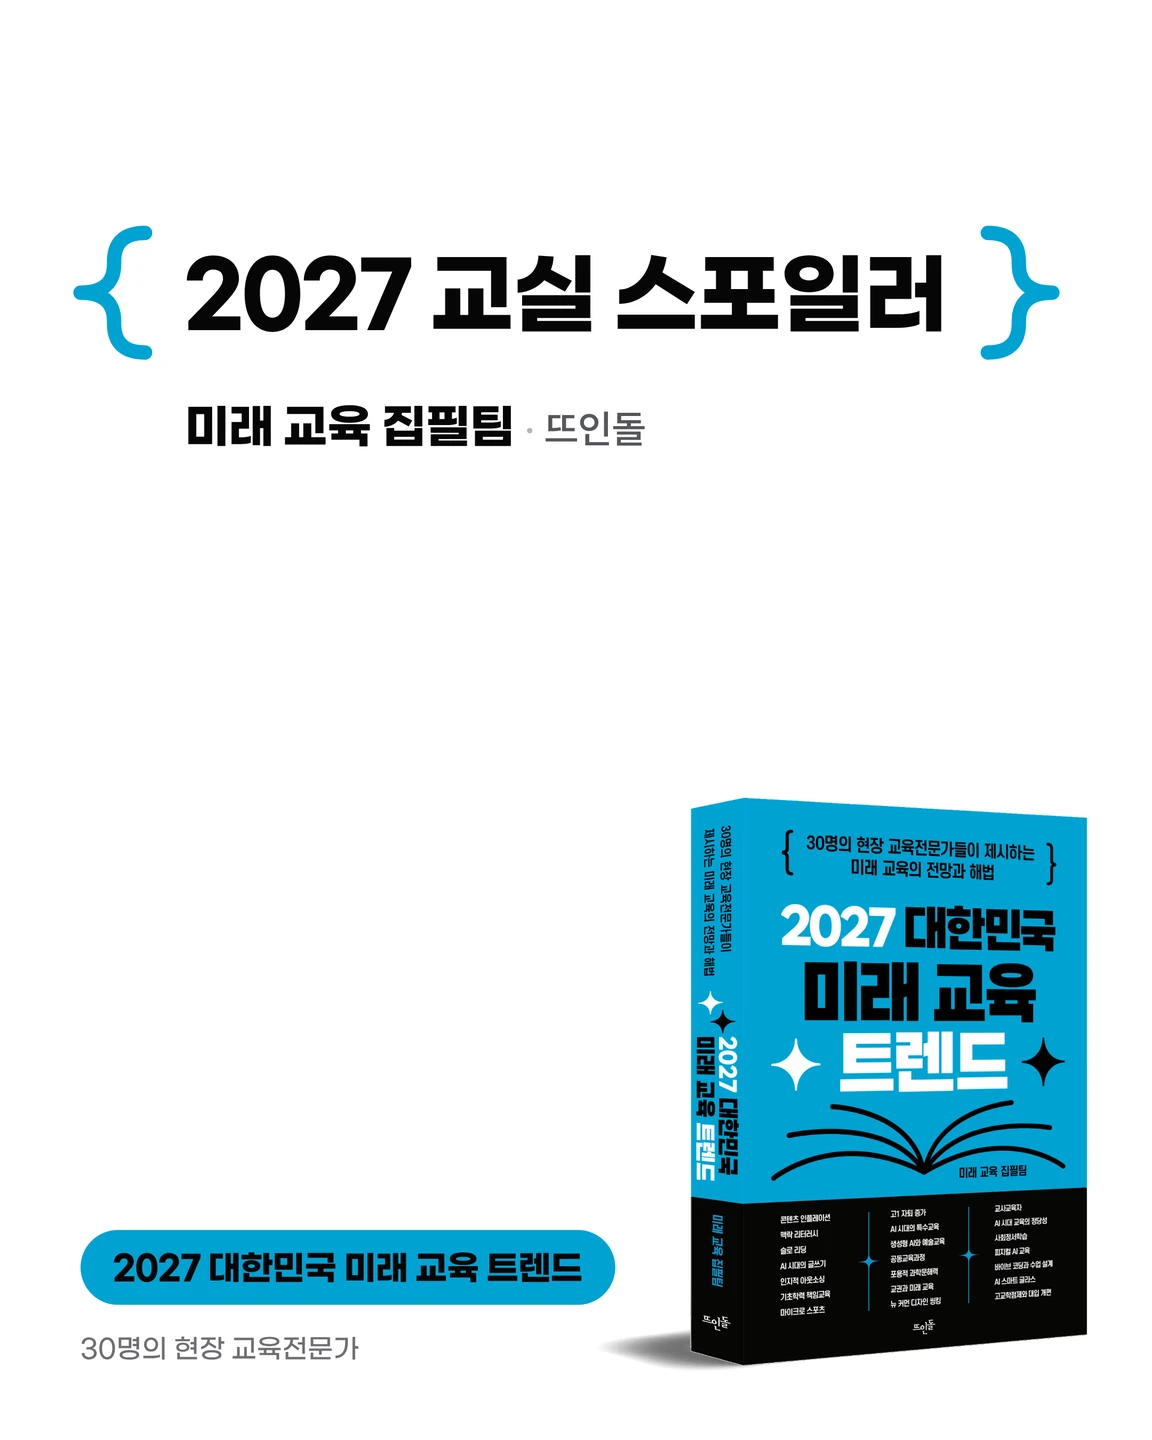 2027 교실 스포일러
미래 교육 집필팀 · 뜨인돌
30명의 현장 교육전문가들이 제시하는
미래 교육의 전망과 해법
2027 대한민국
미래 교육
트렌드
미래 교육 집필팀
콘텐츠 인플레이션
맥락 리터러시
슬로 리딩
AI 시대의 글쓰기
인지적 아웃소싱
기초학력 책임교육
마이크로 스포츠
고1 자퇴 증가
AI 시대의 특수교육
생성형 AI와 예술교육
공동교육과정
포용적 과학문해력
교권과 미래 교육
뉴 커먼 디자인 씽킹
교사교육자
AI 시대 교육의 정당성
사회정서학습
피지컬 AI 교육
바이브 코딩과 수업 설계
AI 스마트 글라스
고교학점제와 대입 개편
뜨인돌
30명의 현장 교육전문가들이
제시하는 미래 교육의 전망과 해법
2027 대한민국
미래 교육 트렌드
미래 교육 집필팀
뜨인돌
2027 대한민국 미래 교육 트렌드
30명의 현장 교육전문가